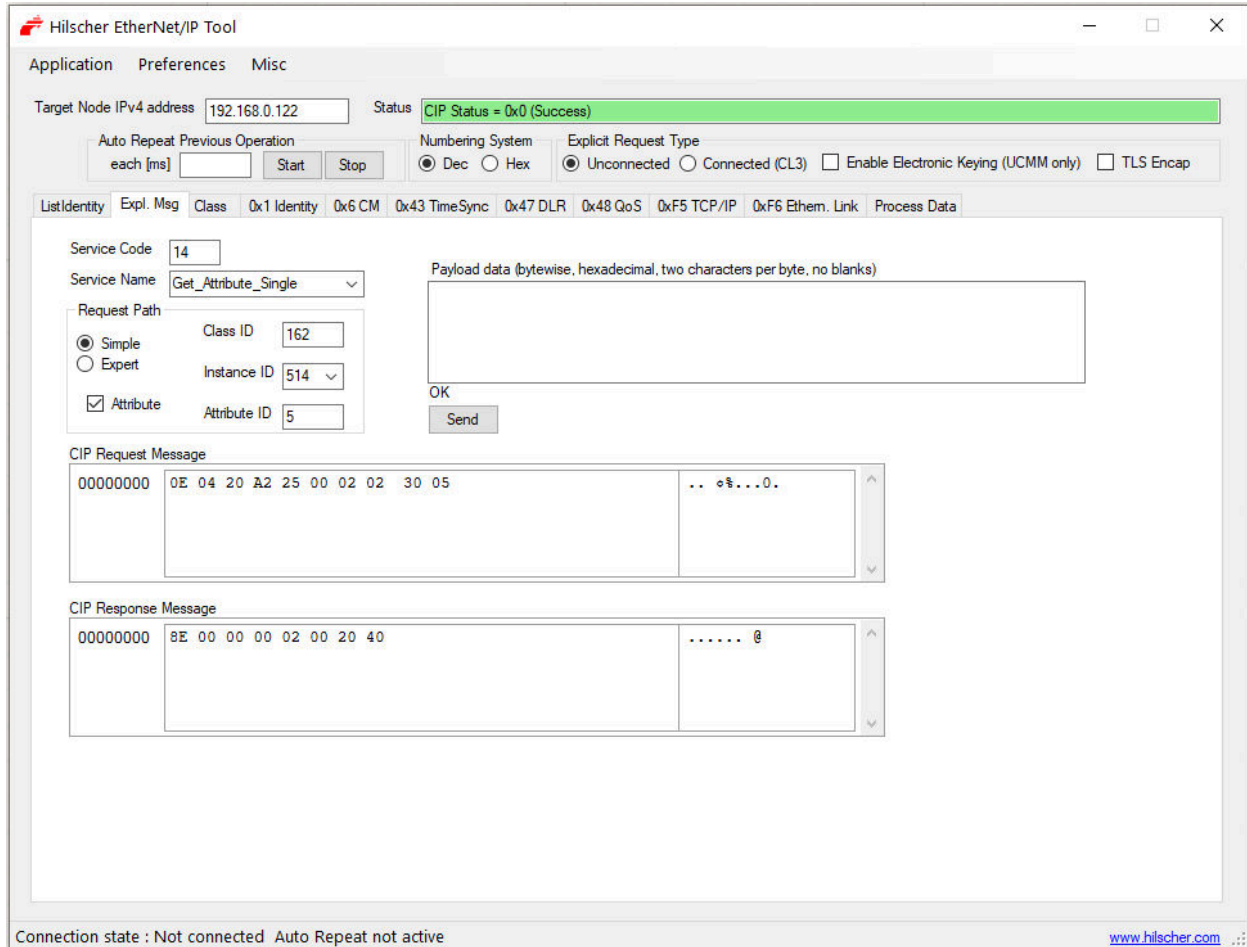 Hilscher EtherNet/IP Tool
Application Preferences Misc
Target Node IPv4 address 192.168.0.122 Status CIP Status = 0x0 (Success)
Auto Repeat Previous Operation Numbering System Explicit Request Type
each [ms] Start Stop Dec Hex Unconnected Connected (CL3) Enable Electronic Keying (UCMM only) TLS Encap
ListIdentity Expl. Msg Class 0x1 Identity 0x6 CM 0x43 TimeSync 0x47 DLR 0x48 QoS 0xF5 TCP/IP 0xF6 Ethern. Link Process Data
Service Code 14
Payload data (bytewise, hexadecimal, two characters per byte, no blanks)
Service Name Get_Attribute_Single
Request Path
Simple Class ID 162
Expert
Instance ID 514
OK
Attribute Attribute ID 5
Send
CIP Request Message
00000000 0E 04 20 A2 25 00 02 02 30 05 .. ¢%...0.
CIP Response Message
00000000 8E 00 00 00 02 00 20 40 ...... @
Connection state : Not connected Auto Repeat not active www.hilscher.com